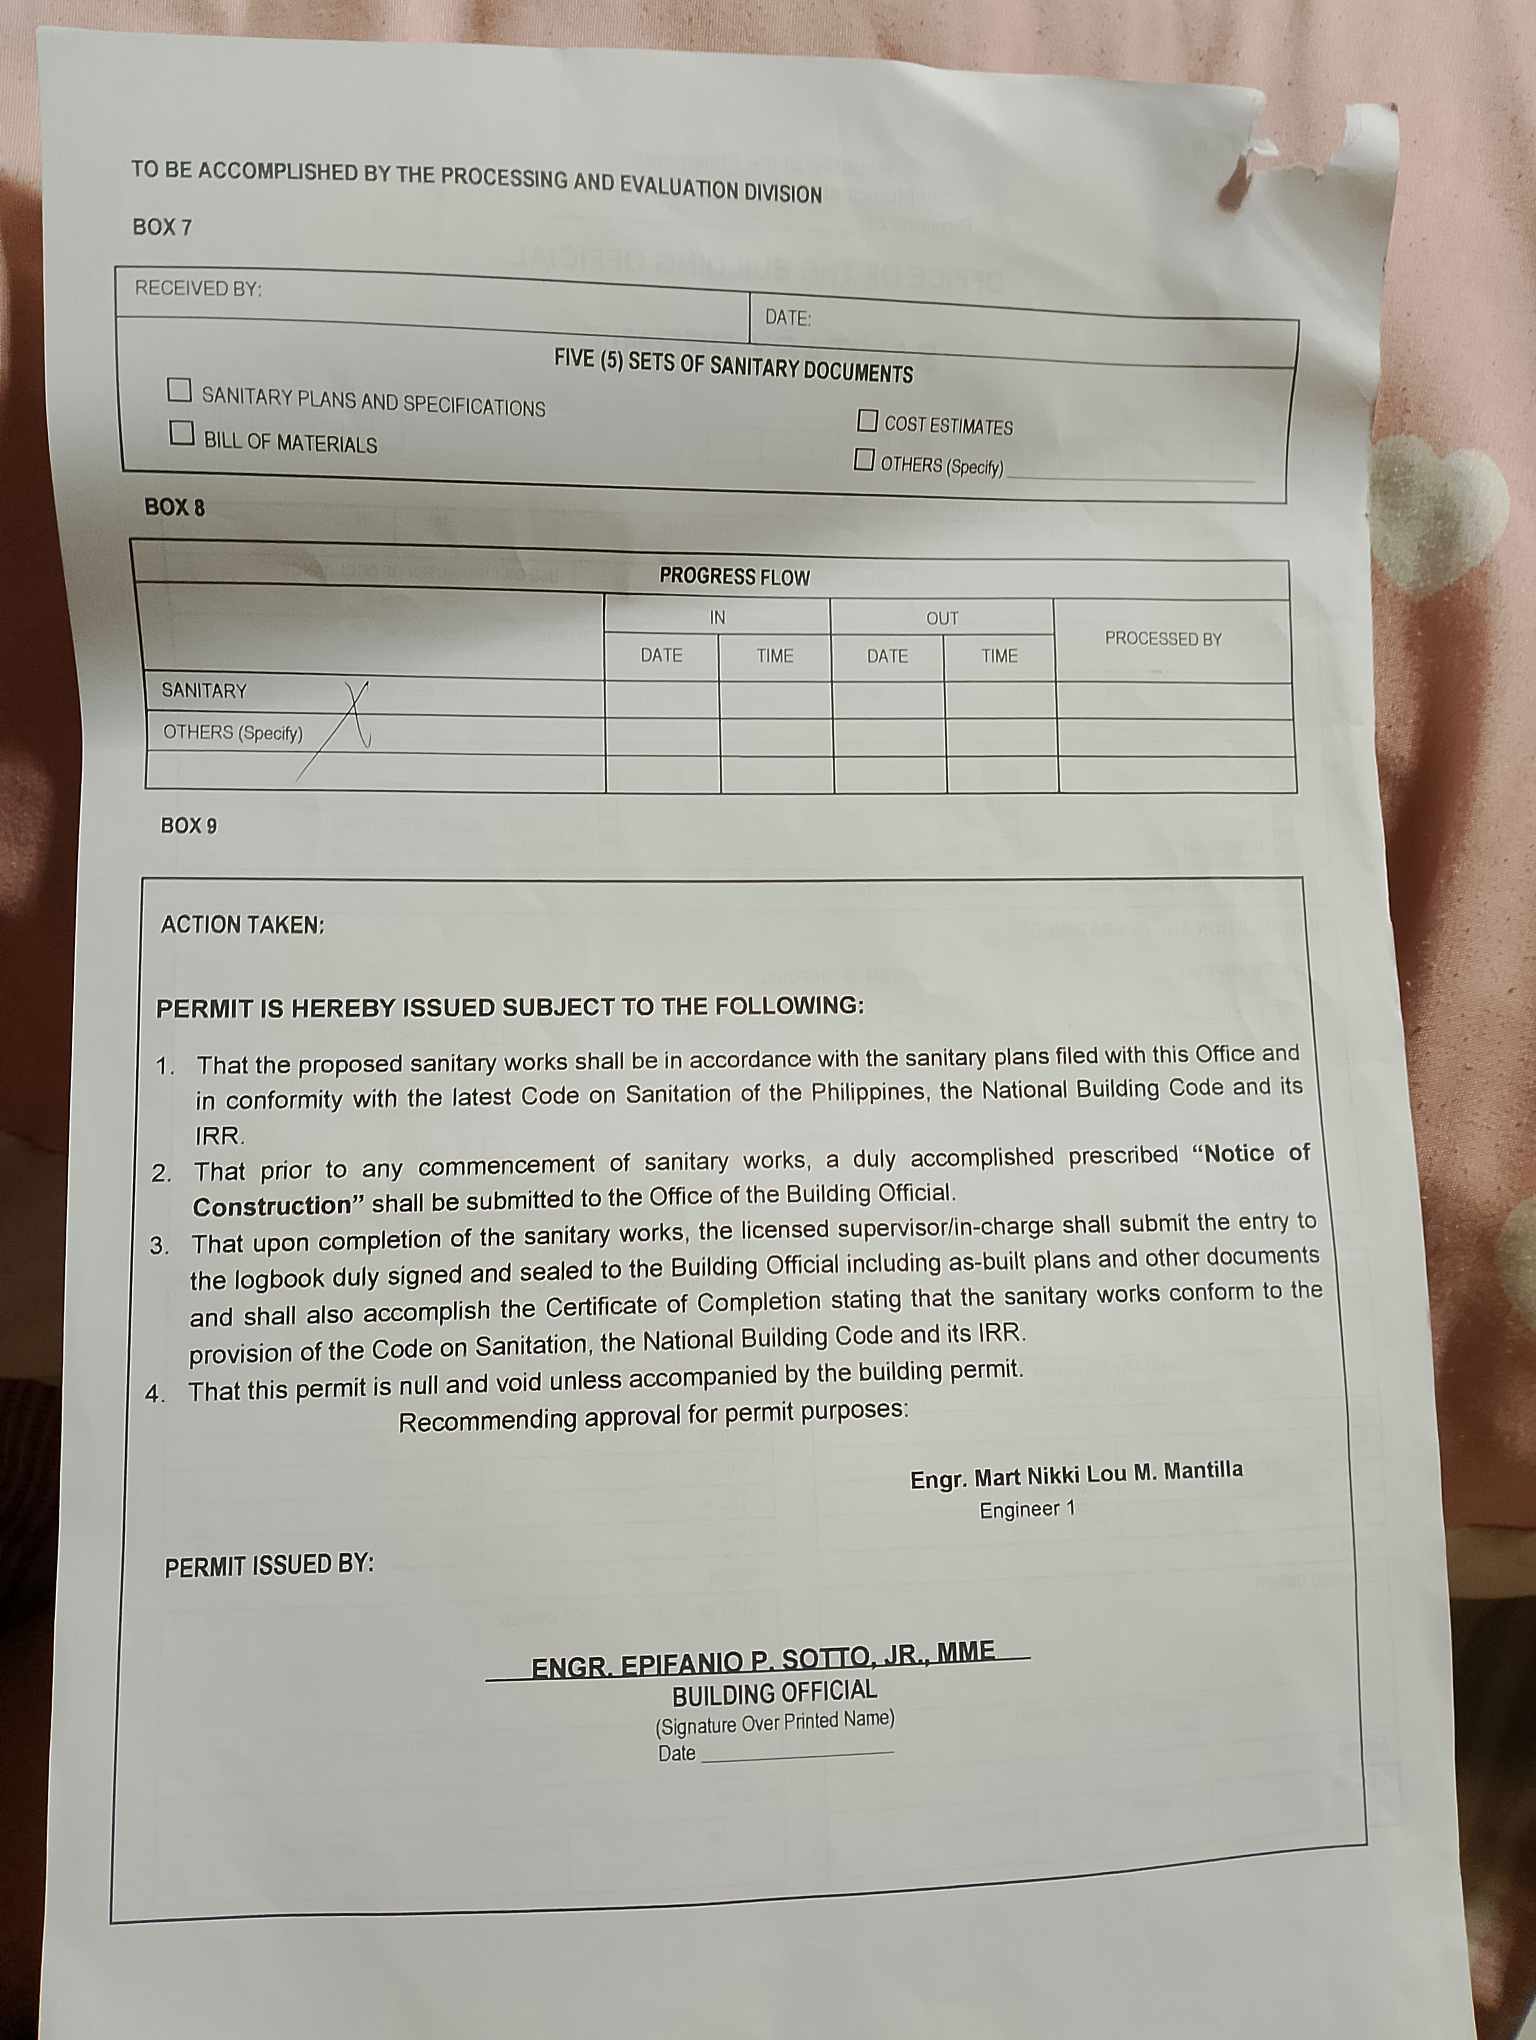 TO BE ACCOMPLISHED BY THE PROCESSING AND EVALUATION DIVISION
BOX 7
RECEIVED BY:
DATE:
FIVE (5) SETS OF SANITARY DOCUMENTS
SANITARY PLANS AND SPECIFICATIONS
COST ESTIMATES
BILL OF MATERIALS
OTHERS (Specify)
BOX 8
PROGRESS FLOW
IN
OUT
PROCESSED BY
DATE
TIME
DATE
TIME
SANITARY
OTHERS (Specify)
BOX 9
ACTION TAKEN:
PERMIT IS HEREBY ISSUED SUBJECT TO THE FOLLOWING:
1. That the proposed sanitary works shall be in accordance with the sanitary plans filed with this Office and
in conformity with the latest Code on Sanitation of the Philippines, the National Building Code and its
IRR.
2. That prior to any commencement of sanitary works, a duly accomplished prescribed “Notice of
Construction” shall be submitted to the Office of the Building Official.
3. That upon completion of the sanitary works, the licensed supervisor/in-charge shall submit the entry to
the logbook duly signed and sealed to the Building Official including as-built plans and other documents
and shall also accomplish the Certificate of Completion stating that the sanitary works conform to the
provision of the Code on Sanitation, the National Building Code and its IRR.
4. That this permit is null and void unless accompanied by the building permit.
Recommending approval for permit purposes:
Engr. Mart Nikki Lou M. Mantilla
Engineer 1
PERMIT ISSUED BY:
ENGR. EPIFANIO P. SOTTO, JR., MME
BUILDING OFFICIAL
(Signature Over Printed Name)
Date